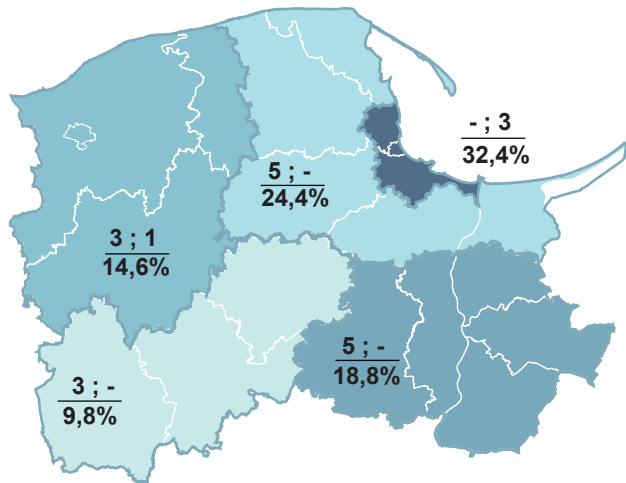 - ; 3
32,4%
5 ; -
24,4%
3 ; 1
14,6%
5 ; -
18,8%
3 ; -
9,8%